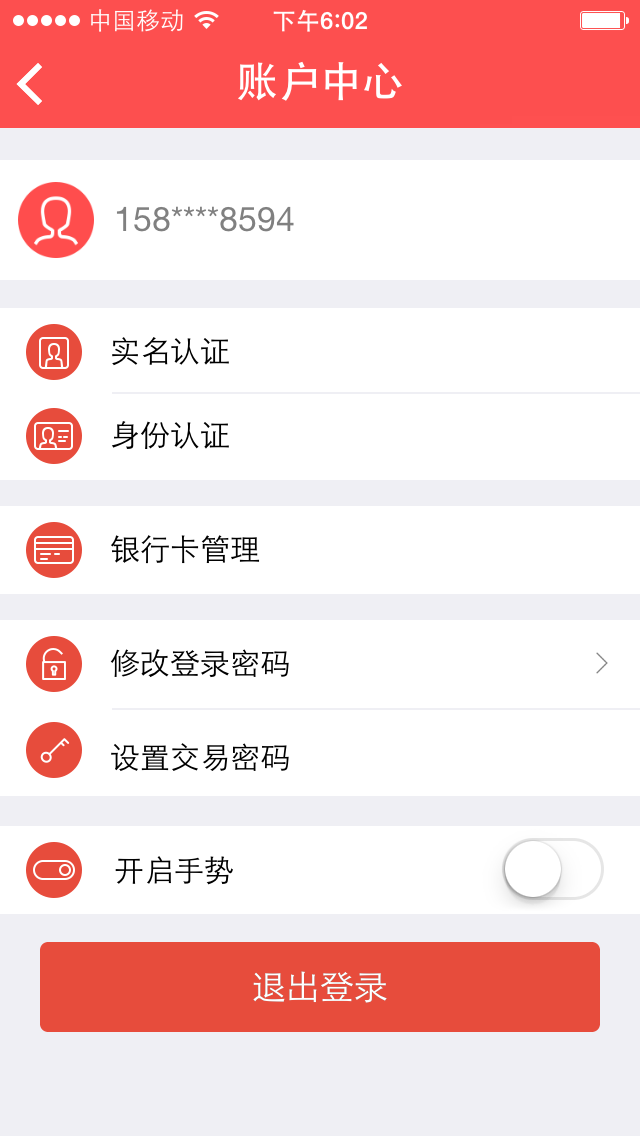 中国移动 下午6:02
账户中心
158****8594
实名认证
身份认证
银行卡管理
修改登录密码
设置交易密码
开启手势
退出登录